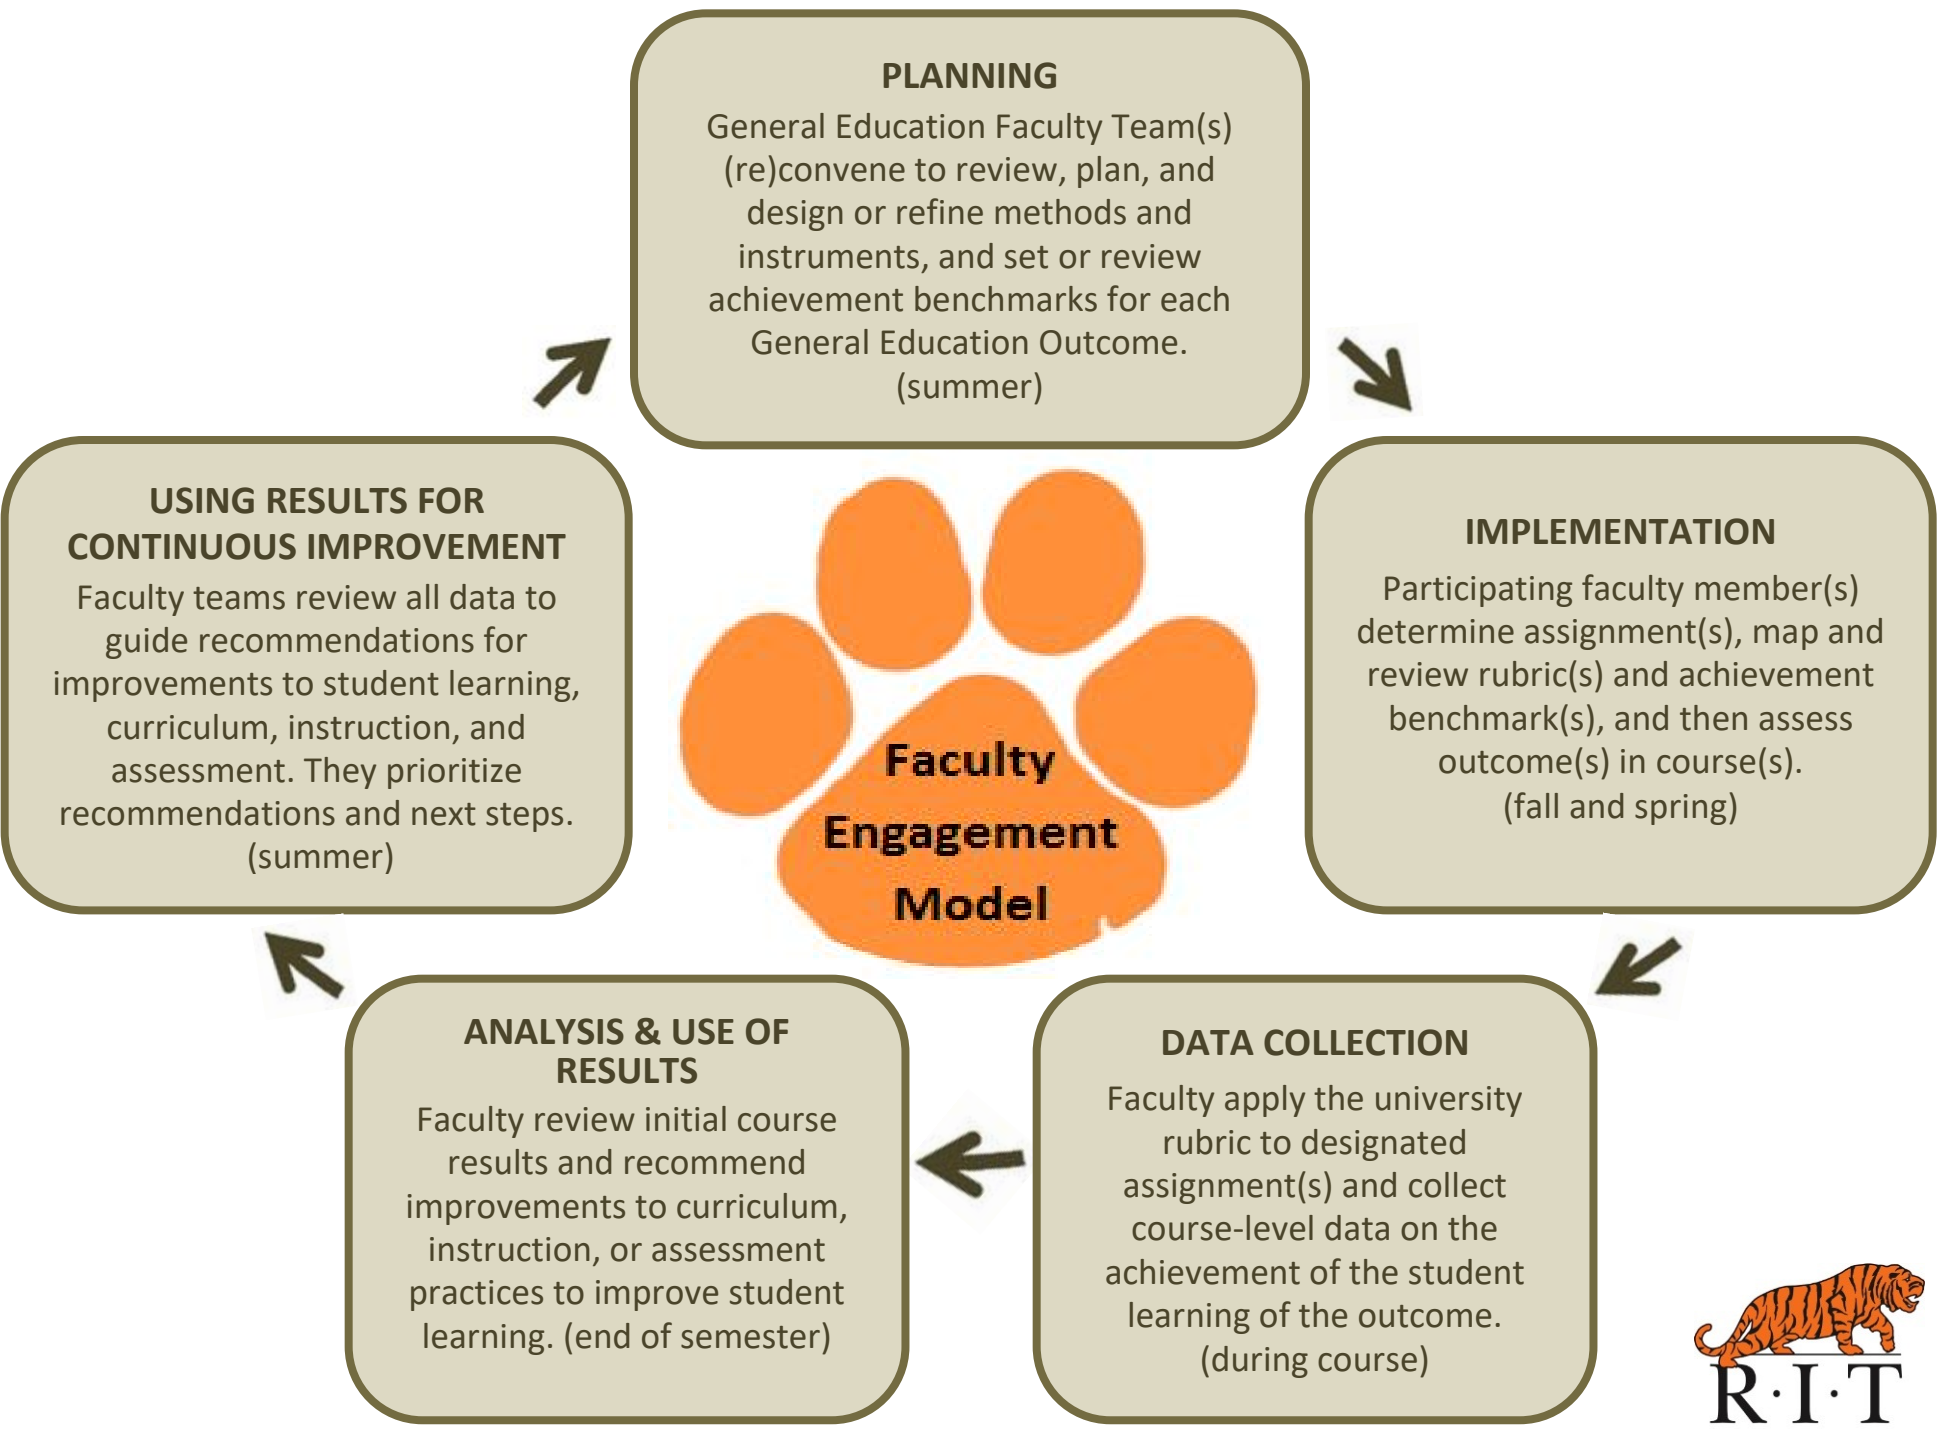 PLANNING
General Education Faculty Team(s)
(re)convene to review, plan, and
design or refine methods and
instruments, and set or review
achievement benchmarks for each
General Education Outcome.
(summer)
IMPLEMENTATION
Participating faculty member(s)
determine assignment(s), map and
review rubric(s) and achievement
benchmark(s), and then assess
outcome(s) in course(s).
(fall and spring)
DATA COLLECTION
Faculty apply the university
rubric to designated
assignment(s) and collect
course-level data on the
achievement of the student
learning of the outcome.
(during course)
ANALYSIS & USE OF
RESULTS
Faculty review initial course
results and recommend
improvements to curriculum,
instruction, or assessment
practices to improve student
learning. (end of semester)
USING RESULTS FOR
CONTINUOUS IMPROVEMENT
Faculty teams review all data to
guide recommendations for
improvements to student learning,
curriculum, instruction, and
assessment. They prioritize
recommendations and next steps.
(summer)
Faculty
Engagement
Model
R·I·T